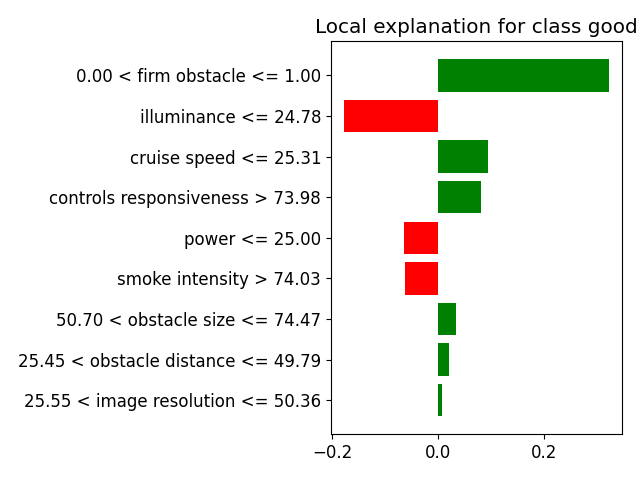 Local explanation for class good
0.00 < firm obstacle <= 1.00
illuminance <= 24.78
cruise speed <= 25.31
controls responsiveness > 73.98
power <= 25.00
smoke intensity > 74.03
50.70 < obstacle size <= 74.47
25.45 < obstacle distance <= 49.79
25.55 < image resolution <= 50.36
−0.2 0.0 0.2